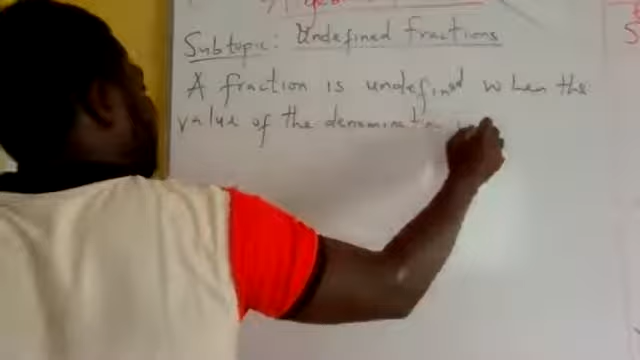 Subtopic: Undefined fractions
A fraction is undefined when the
value of the denominator